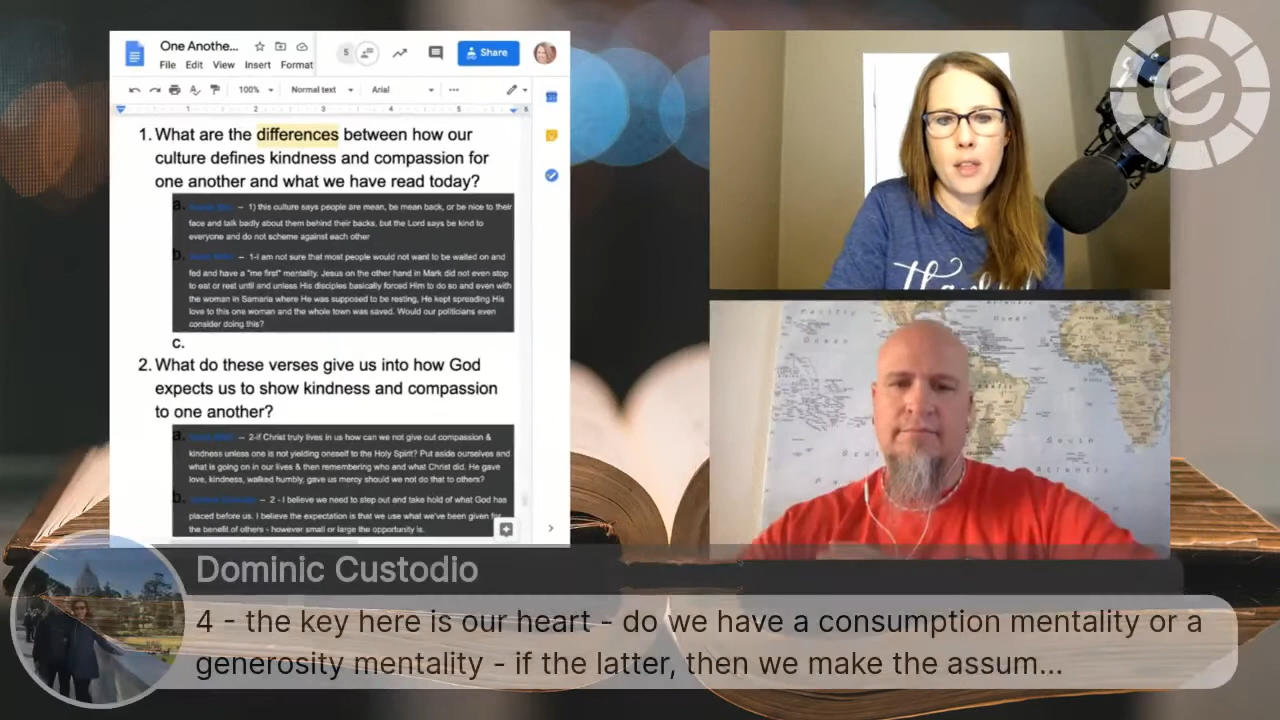 One Anothe...
File Edit View Insert Format
5
Share
100% Normal text Arial ...
1 2 3 4 5 6
1. What are the differences between how our
culture defines kindness and compassion for
one another and what we have read today?
a. – 1) this culture says people are mean, be mean back, or be nice to their
face and talk badly about them behind their backs, but the Lord says be kind to
everyone and do not scheme against each other
b. – 1-I am not sure that most people would not want to be waited on and
fed and have a "me first" mentality. Jesus on the other hand in Mark did not even stop
to eat or rest until and unless His disciples basically forced Him to do so and even with
the woman in Samaria where He was supposed to be resting, He kept spreading His
love to this one woman and the whole town was saved. Would our politicians even
consider doing this?
c.
2. What do these verses give us into how God
expects us to show kindness and compassion
to one another?
a. – 2-if Christ truly lives in us how can we not give out compassion &
kindness unless one is not yielding oneself to the Holy Spirit? Put aside ourselves and
what is going on in our lives & then remembering who and what Christ did. He gave
love, kindness, walked humbly, gave us mercy should we not do that to others?
b. – 2 - I believe we need to step out and take hold of what God has
placed before us. I believe the expectation is that we use what we've been given for
the benefit of others - however small or large the opportunity is.
e
Pacific
Ocean
Ocean
South
Atlantic
Dominic Custodio
4 - the key here is our heart - do we have a consumption mentality or a
generosity mentality - if the latter, then we make the assum...